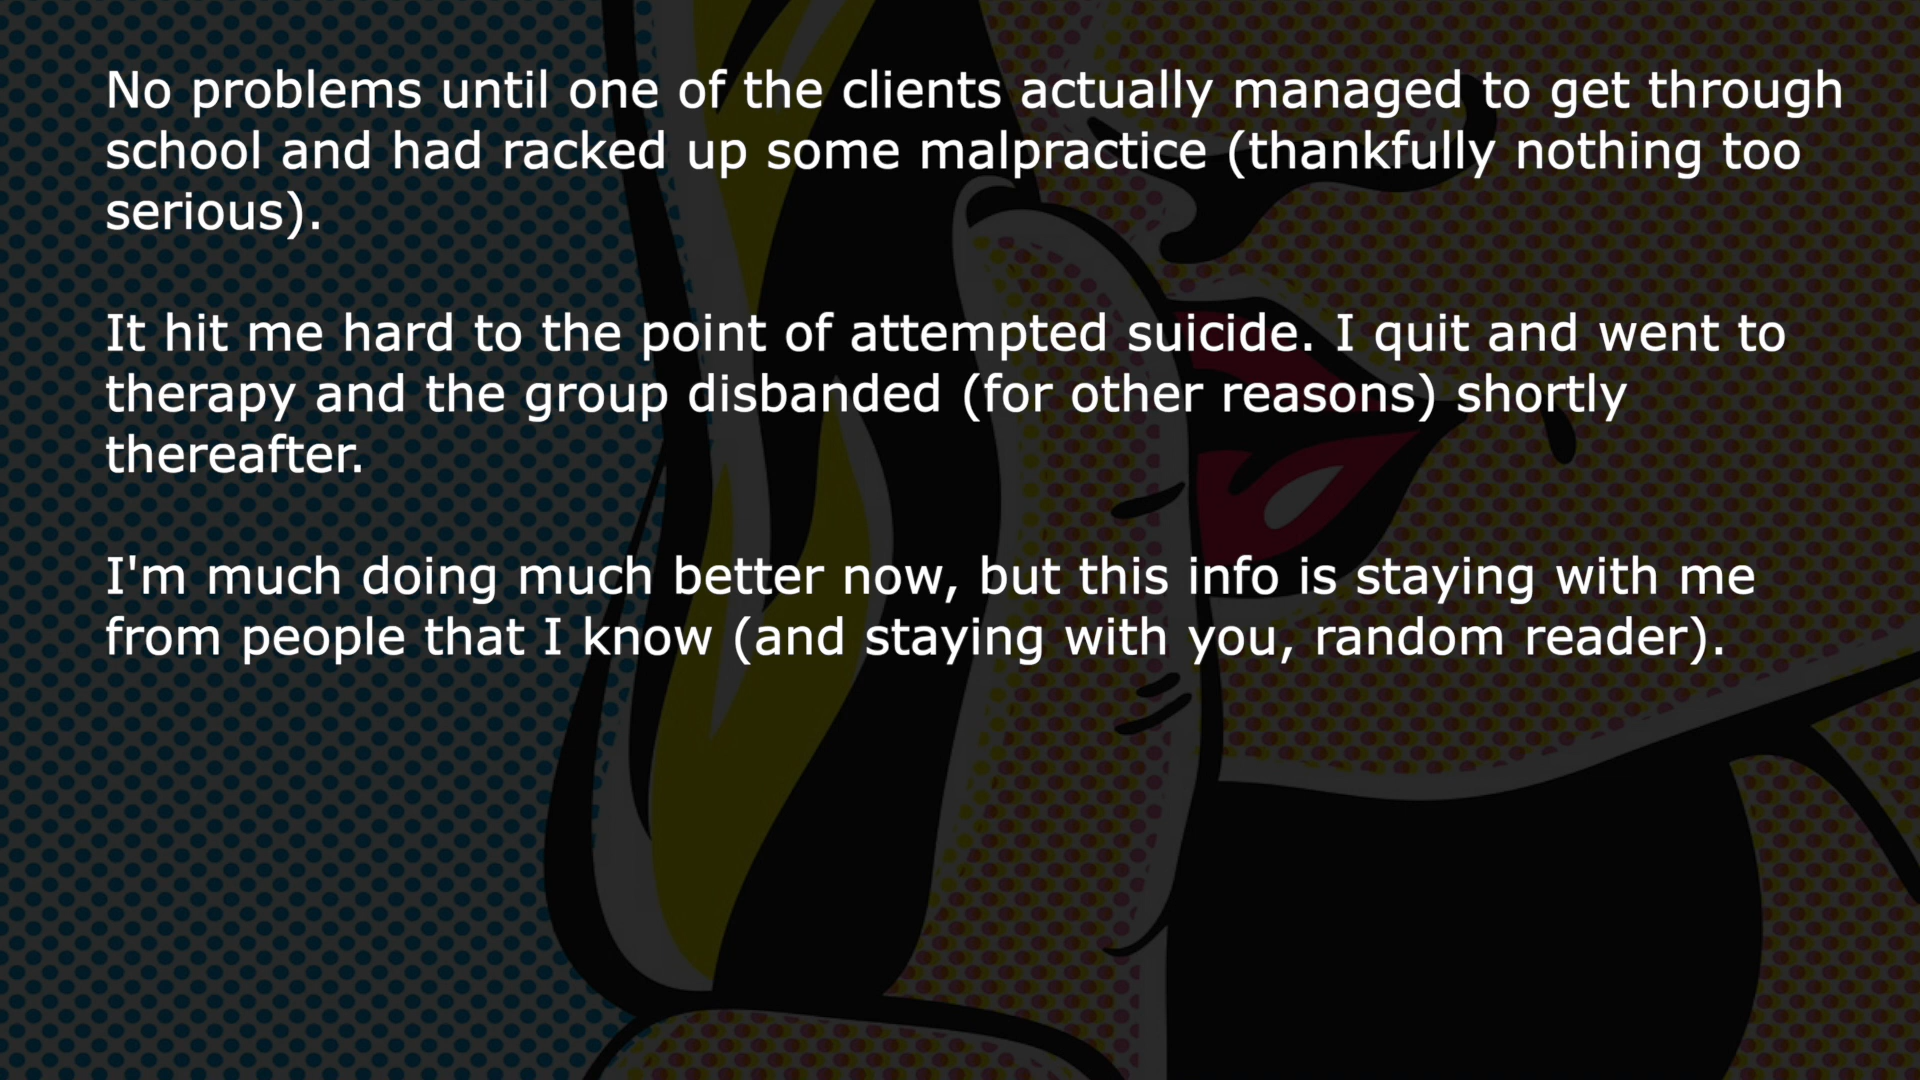 No problems until one of the clients actually managed to get through
school and had racked up some malpractice (thankfully nothing too
serious).
It hit me hard to the point of attempted suicide. I quit and went to
therapy and the group disbanded (for other reasons) shortly
thereafter.
I'm much doing much better now, but this info is staying with me
from people that I know (and staying with you, random reader).